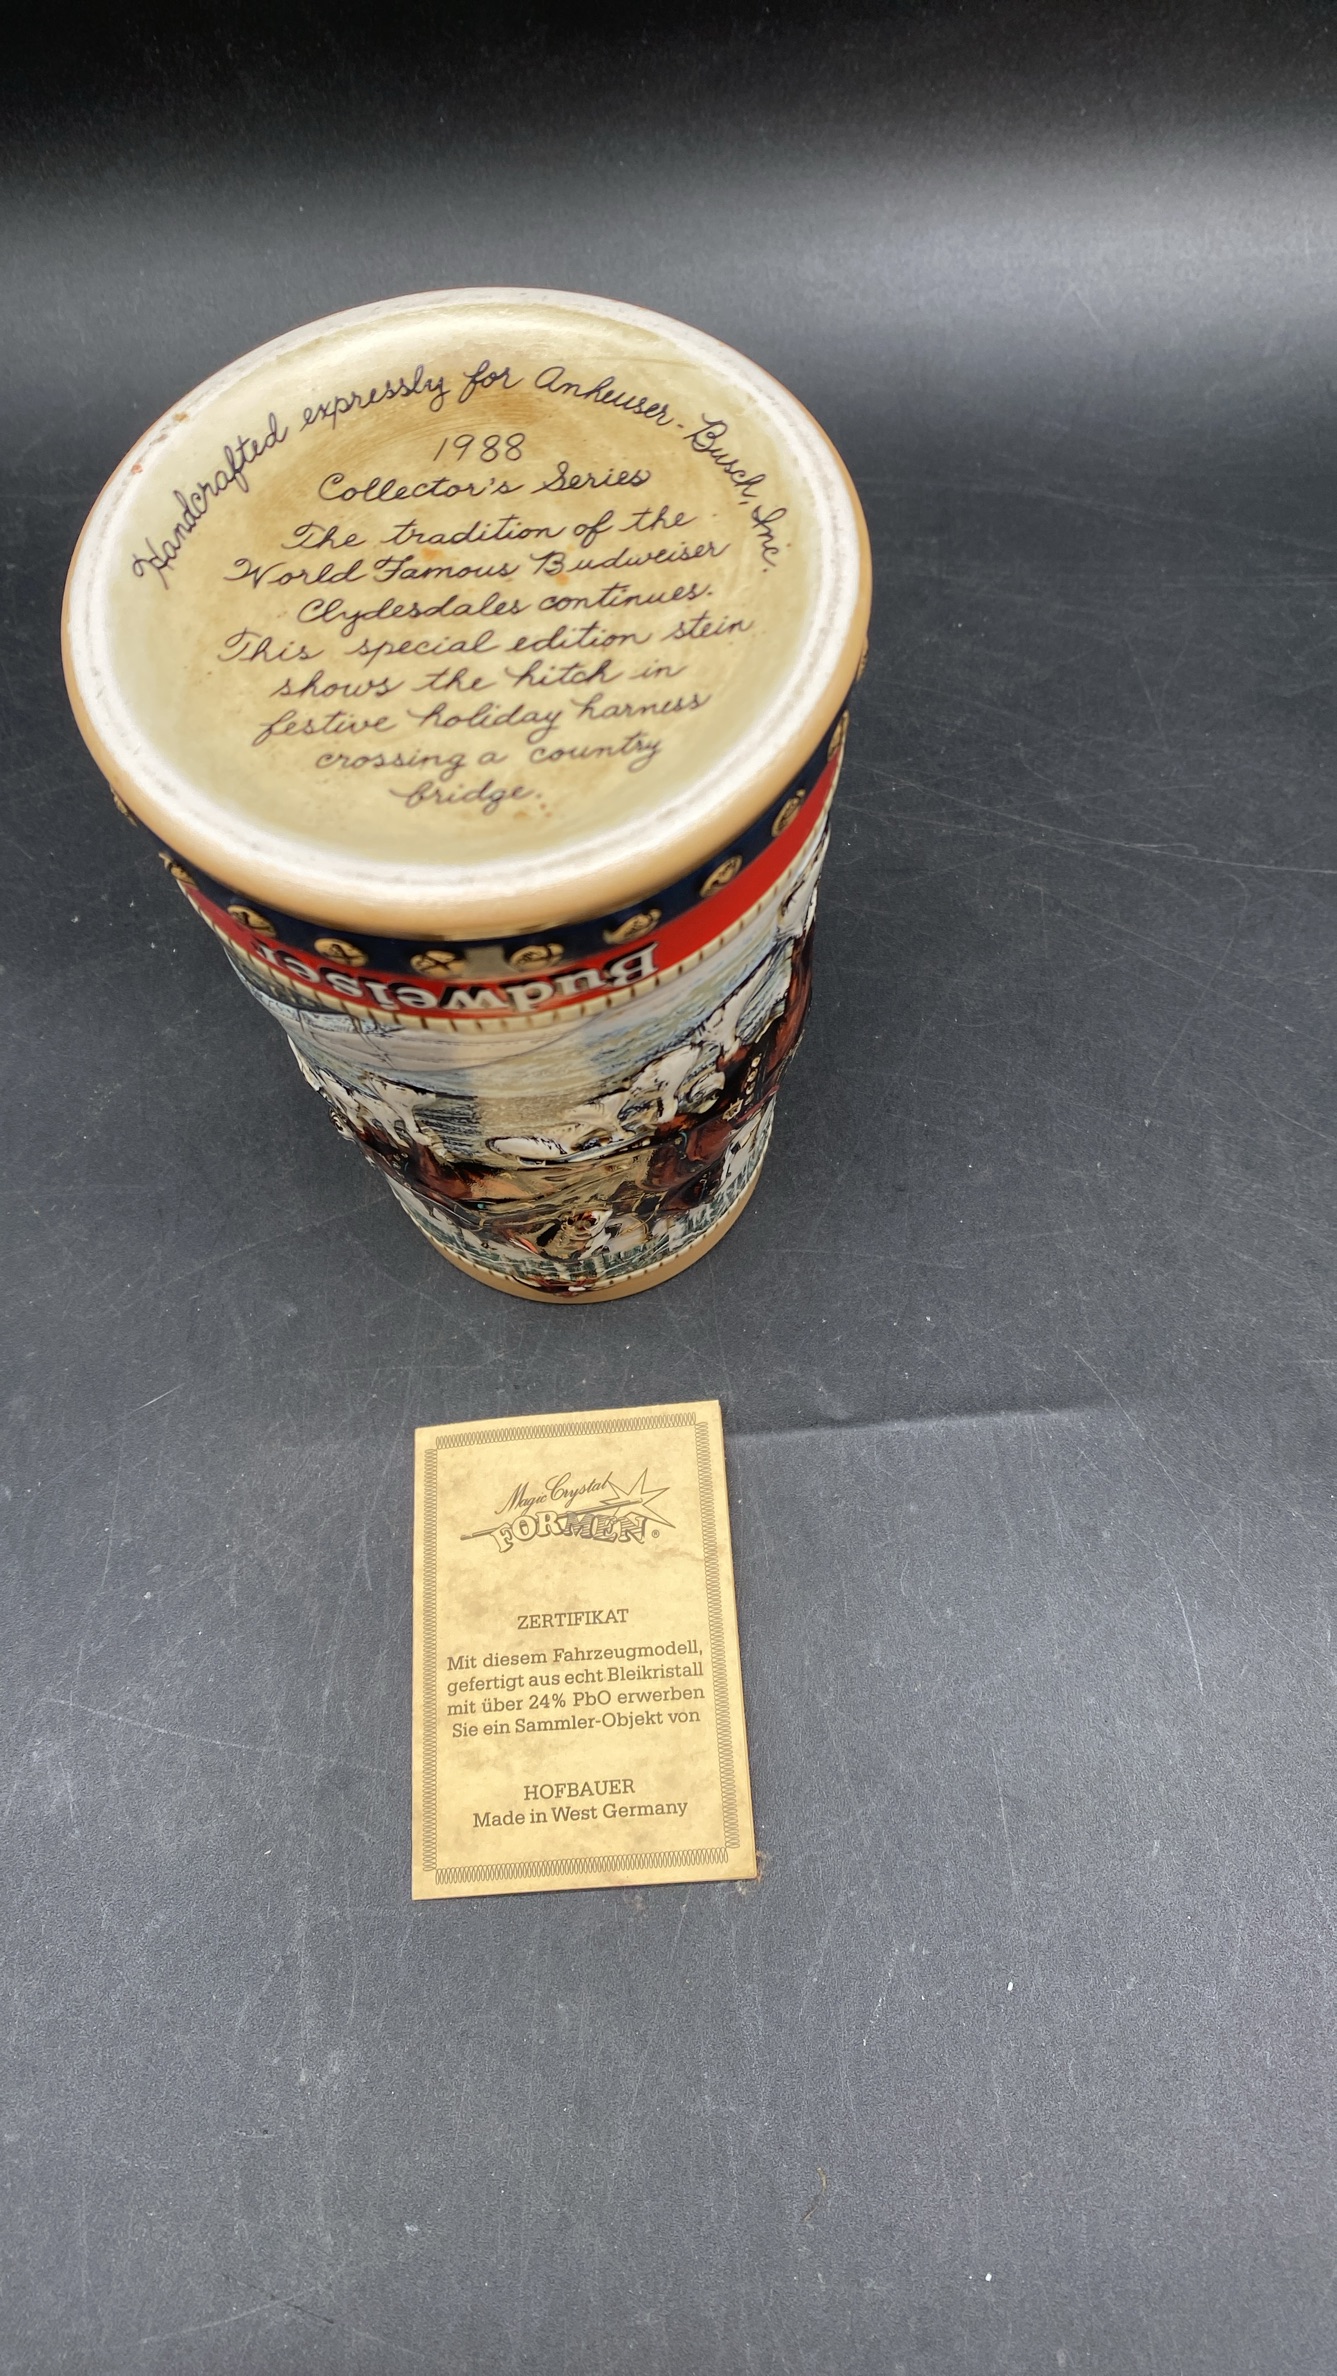 Handcrafted expressly for Anheuser-Busch, Inc.
1988
Collector's Series
The tradition of the
World Famous Budweiser
Clydesdales continues.
This special edition stein
shows the hitch in
festive holiday harness
crossing a country
bridge.
Budweiser
Magic Crystal
FORMEN®
ZERTIFIKAT
Mit diesem Fahrzeugmodell,
gefertigt aus echt Bleikristall
mit über 24% PbO erwerben
Sie ein Sammler-Objekt von
HOFBAUER
Made in West Germany